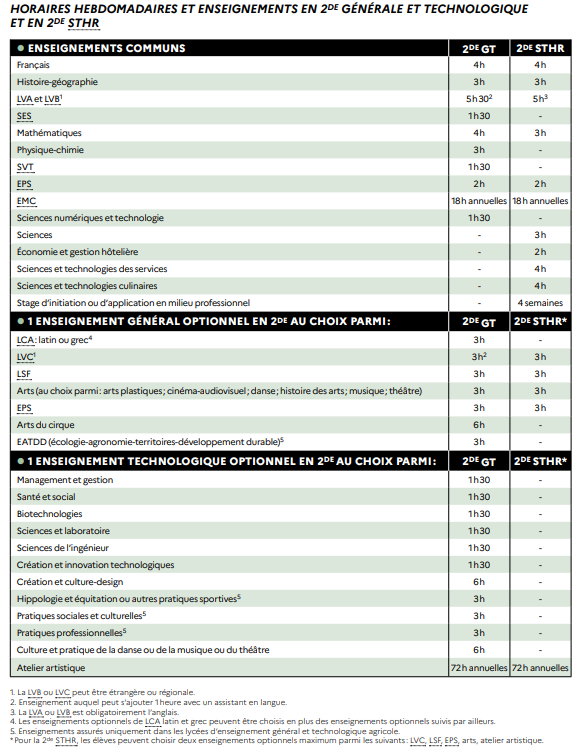 HORAIRES HEBDOMADAIRES ET ENSEIGNEMENTS EN 2DE GÉNÉRALE ET TECHNOLOGIQUE
ET EN 2DE STHR
• ENSEIGNEMENTS COMMUNS 2DE GT 2DE STHR
Français 4h 4h
Histoire-géographie 3h 3h
LVA et LVB¹ 5h30² 5h³
SES 1h30 -
Mathématiques 4h 3h
Physique-chimie 3h -
SVT 1h30 -
EPS 2h 2h
EMC 18h annuelles 18h annuelles
Sciences numériques et technologie 1h30 -
Sciences - 3h
Économie et gestion hôtelière - 2h
Sciences et technologies des services - 4h
Sciences et technologies culinaires - 4h
Stage d'initiation ou d'application en milieu professionnel - 4 semaines
• 1 ENSEIGNEMENT GÉNÉRAL OPTIONNEL EN 2DE AU CHOIX PARMI : 2DE GT 2DE STHR*
LCA : latin ou grec⁴ 3h -
LVC¹ 3h² 3h
LSF 3h 3h
Arts (au choix parmi : arts plastiques ; cinéma-audiovisuel ; danse ; histoire des arts ; musique ; théâtre) 3h 3h
EPS 3h 3h
Arts du cirque 6h -
EATDD (écologie-agronomie-territoires-développement durable)⁵ 3h -
• 1 ENSEIGNEMENT TECHNOLOGIQUE OPTIONNEL EN 2DE AU CHOIX PARMI : 2DE GT 2DE STHR*
Management et gestion 1h30 -
Santé et social 1h30 -
Biotechnologies 1h30 -
Sciences et laboratoire 1h30 -
Sciences de l'ingénieur 1h30 -
Création et innovation technologiques 1h30 -
Création et culture-design 6h -
Hippologie et équitation ou autres pratiques sportives⁵ 3h -
Pratiques sociales et culturelles⁵ 3h -
Pratiques professionnelles⁵ 3h -
Culture et pratique de la danse ou de la musique ou du théâtre 6h -
Atelier artistique 72h annuelles 72h annuelles
1. La LVB ou LVC peut être étrangère ou régionale.
2. Enseignement auquel peut s'ajouter 1 heure avec un assistant en langue.
3. La LVA ou LVB est obligatoirement l'anglais.
4. Les enseignements optionnels de LCA latin et grec peuvent être choisis en plus des enseignements optionnels suivis par ailleurs.
5. Enseignements assurés uniquement dans les lycées d'enseignement général et technologique agricole.
* Pour la 2de STHR, les élèves peuvent choisir deux enseignements optionnels maximum parmi les suivants : LVC, LSF, EPS, arts, atelier artistique.